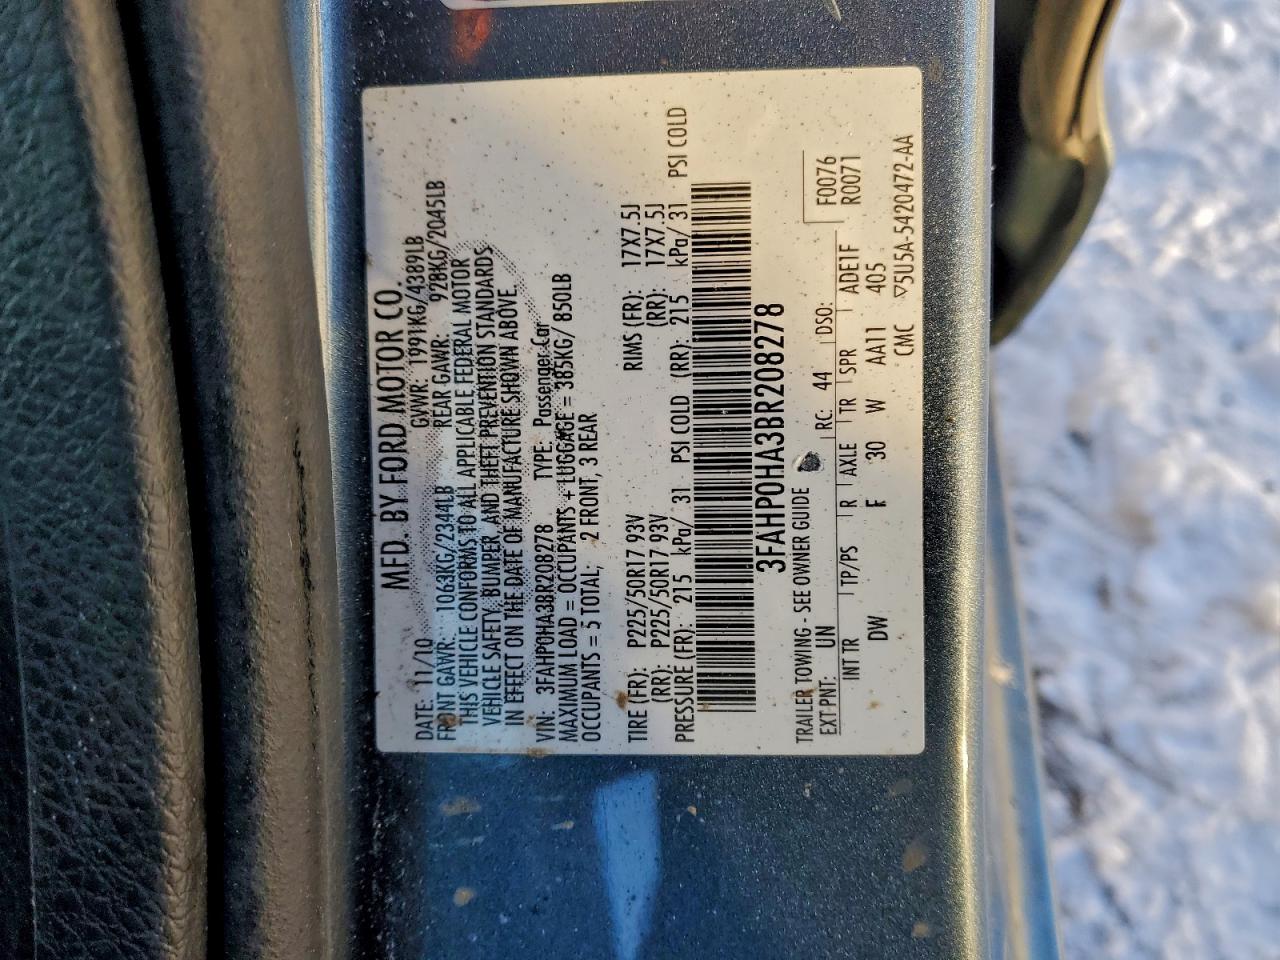 MFD. BY FORD MOTOR CO.
DATE: 11/10 GVWR: 1991KG/4389LB
FRONT GAWR: 1063KG/2344LB REAR GAWR: 928KG/2045LB
THIS VEHICLE CONFORMS TO ALL APPLICABLE FEDERAL MOTOR
VEHICLE SAFETY, BUMPER, AND THEFT PREVENTION STANDARDS
IN EFFECT ON THE DATE OF MANUFACTURE SHOWN ABOVE.
VIN: 3FAHP0HA3BR208278 TYPE: Passenger Car
MAXIMUM LOAD = OCCUPANTS + LUGGAGE = 385KG/ 850LB
OCCUPANTS = 5 TOTAL; 2 FRONT, 3 REAR
TIRE (FR): P225/50R17 93V RIMS (FR): 17X7.5J
(RR): P225/50R17 93V (RR): 17X7.5J
PRESSURE (FR): 215 kPa/ 31 PSI COLD (RR): 215 kPa/ 31 PSI COLD
3FAHP0HA3BR208278
TRAILER TOWING - SEE OWNER GUIDE F0076
EXT PNT: UN RC: 44 DSO: R0071
INT TR TP/PS R AXLE TR SPR ADE1F
DW F 30 W AA11 405
CMC ▽5U5A-5420472-AA